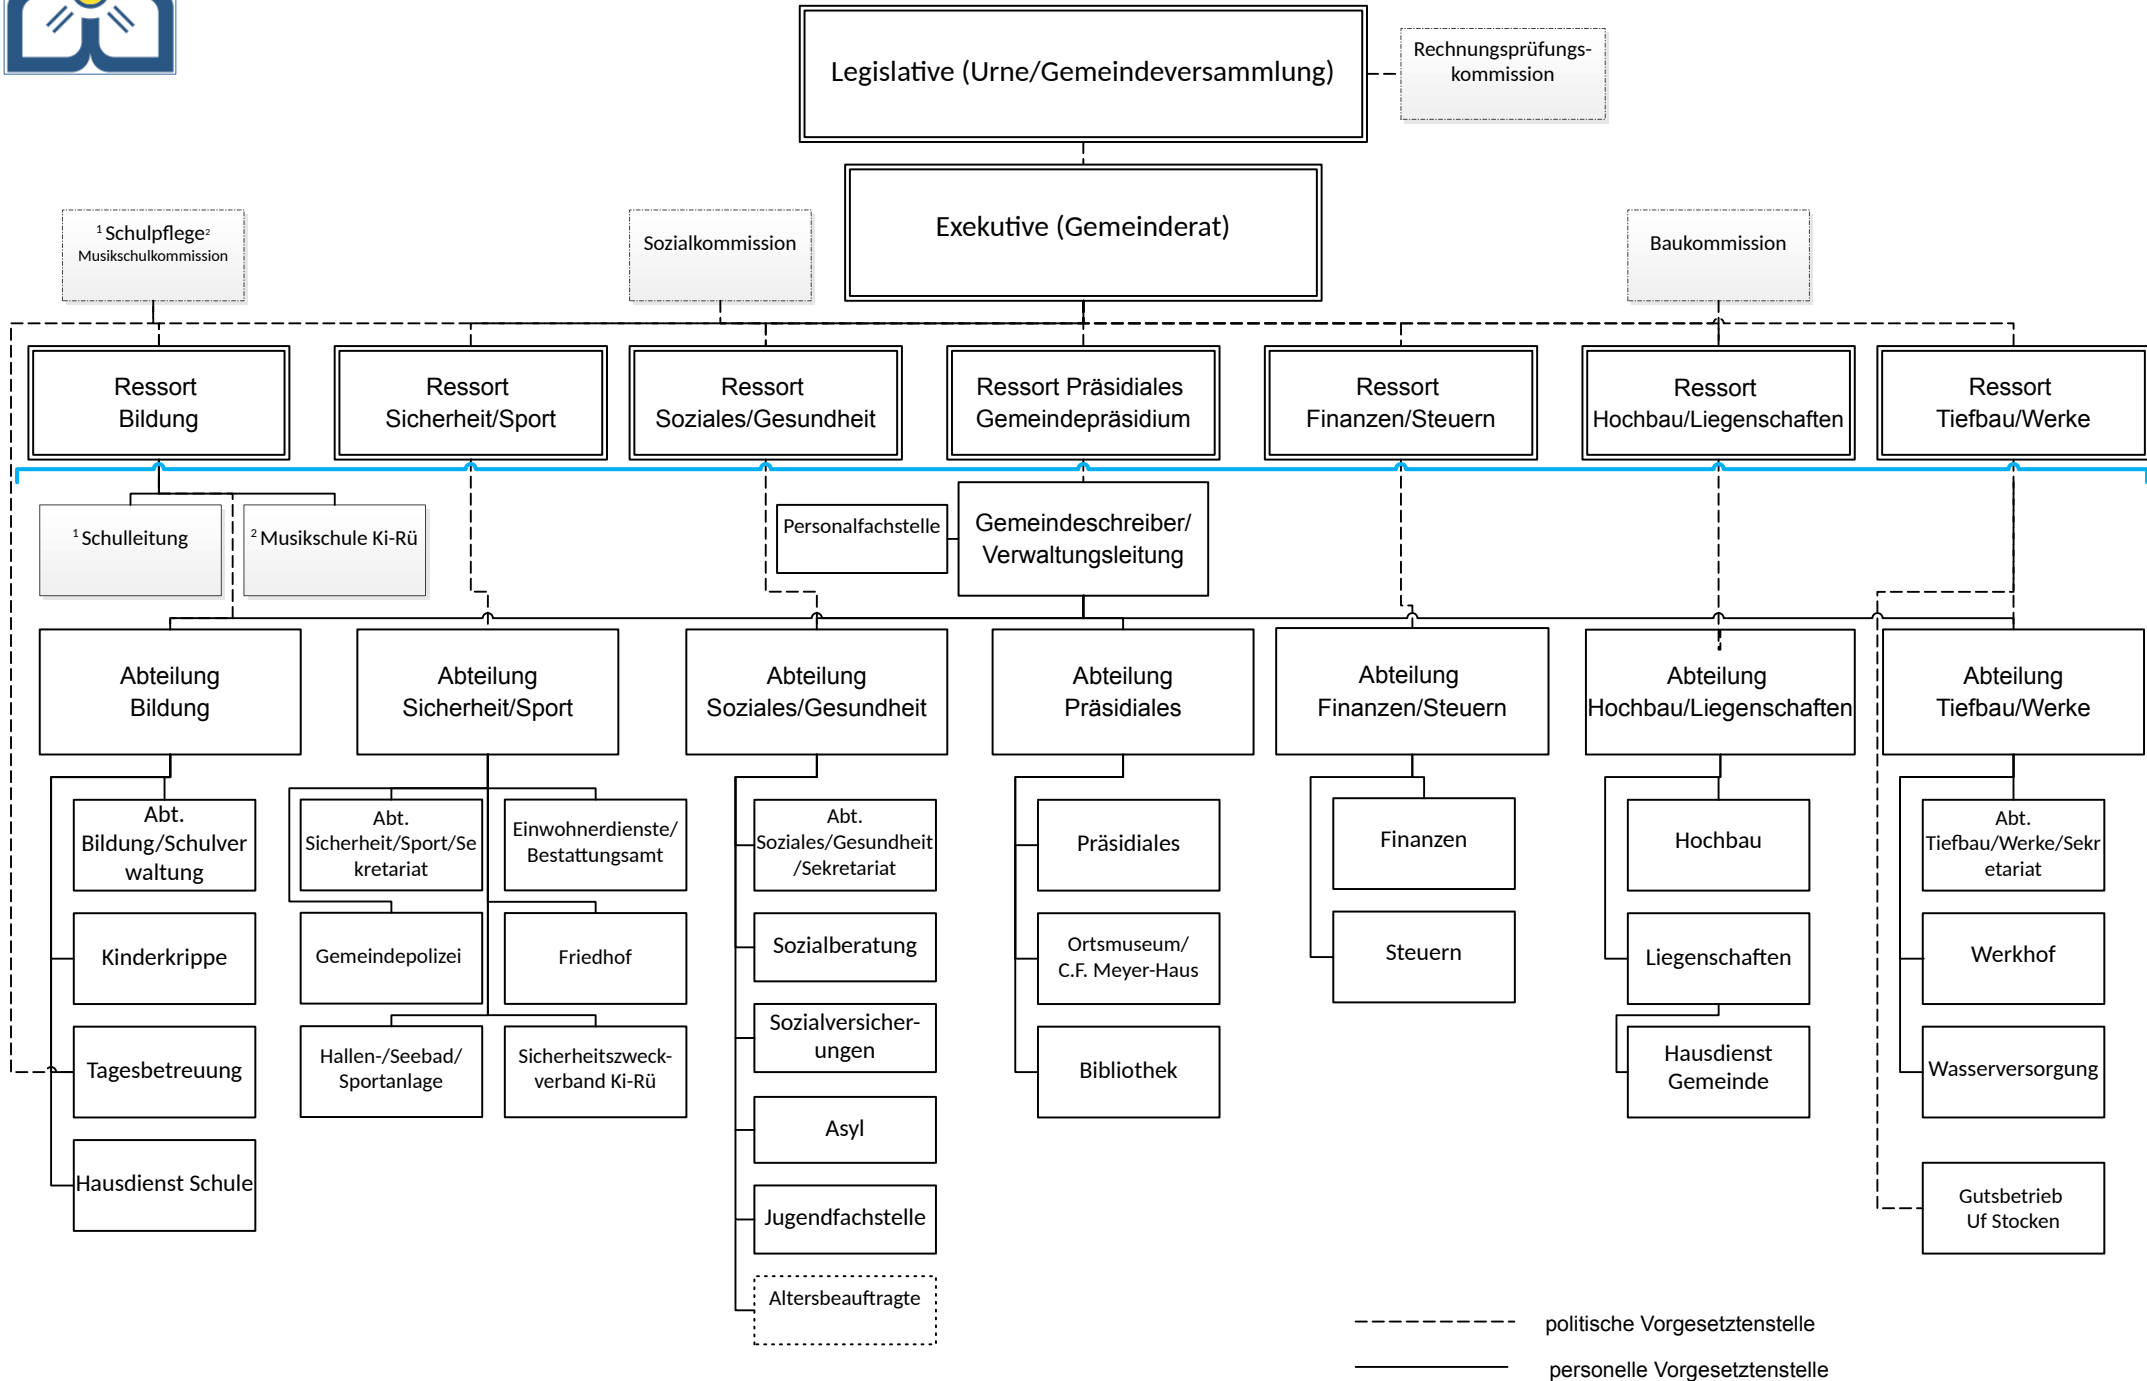 Legislative (Urne/Gemeindeversammlung)
Rechnungsprüfungs-
kommission
Exekutive (Gemeinderat)
¹ Schulpflege²
Musikschulkommission
Sozialkommission
Baukommission
Ressort
Bildung
Ressort
Sicherheit/Sport
Ressort
Soziales/Gesundheit
Ressort Präsidiales
Gemeindepräsidium
Ressort
Finanzen/Steuern
Ressort
Hochbau/Liegenschaften
Ressort
Tiefbau/Werke
¹ Schulleitung
² Musikschule Ki-Rü
Personalfachstelle
Gemeindeschreiber/
Verwaltungsleitung
Abteilung
Bildung
Abteilung
Sicherheit/Sport
Abteilung
Soziales/Gesundheit
Abteilung
Präsidiales
Abteilung
Finanzen/Steuern
Abteilung
Hochbau/Liegenschaften
Abteilung
Tiefbau/Werke
Abt.
Bildung/Schulver
waltung
Abt.
Sicherheit/Sport/Se
kretariat
Einwohnerdienste/
Bestattungsamt
Abt.
Soziales/Gesundheit
/Sekretariat
Präsidiales
Finanzen
Hochbau
Abt.
Tiefbau/Werke/Sekr
etariat
Kinderkrippe
Gemeindepolizei
Friedhof
Sozialberatung
Ortsmuseum/
C.F. Meyer-Haus
Steuern
Liegenschaften
Werkhof
Tagesbetreuung
Hallen-/Seebad/
Sportanlage
Sicherheitszweck-
verband Ki-Rü
Sozialversicher-
ungen
Bibliothek
Hausdienst
Gemeinde
Wasserversorgung
Asyl
Hausdienst Schule
Jugendfachstelle
Gutsbetrieb
Uf Stocken
Altersbeauftragte
politische Vorgesetztenstelle
personelle Vorgesetztenstelle